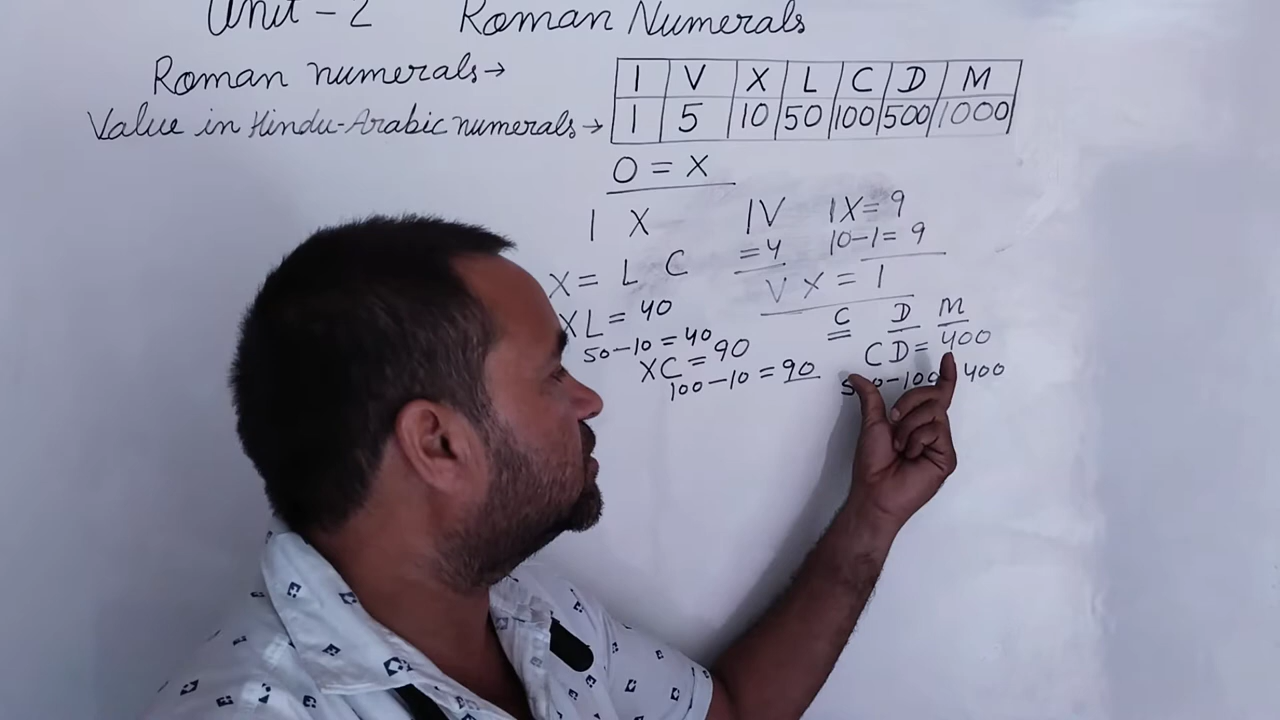 Unit - 2 Roman Numerals
Roman numerals→ I V X L C D M
Value in Hindu-Arabic numerals→ 1 5 10 50 100 500 1000
0 = X
I X IV IX = 9
= 4 10-1 = 9
X = L C V X = 1
XL = 40 C D M
50-10 = 40 CD = 400
XC = 90 500-100 400
100-10 = 90